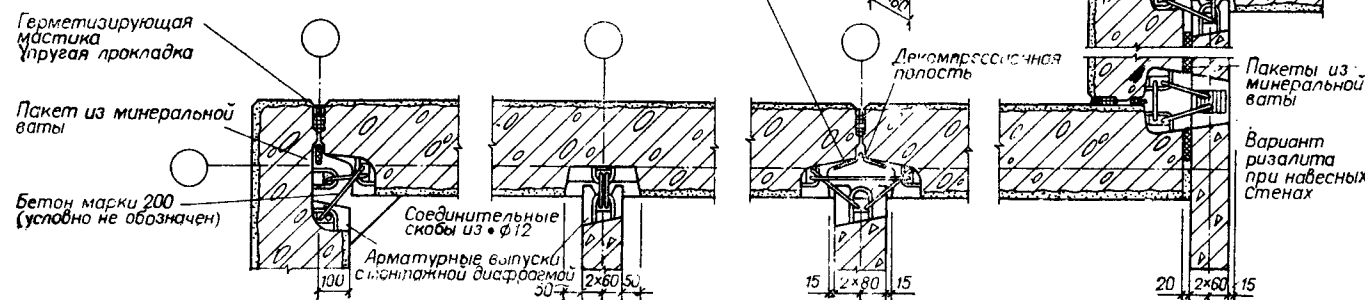 Герметизирующая
мастика
Упругая прокладка
Пакет из минеральной
ваты
Бетон марки 200
(условно не обозначен)
Соединительные
скобы из • ϕ12
Арматурные выпуски
с монтажной диафрагмой
Декомпрессионная
полость
Пакеты из
минеральной
ваты
Вариант
ризалита
при навесных
стенах
100
50
2×60
50
15
2×80
15
20
2×60
15